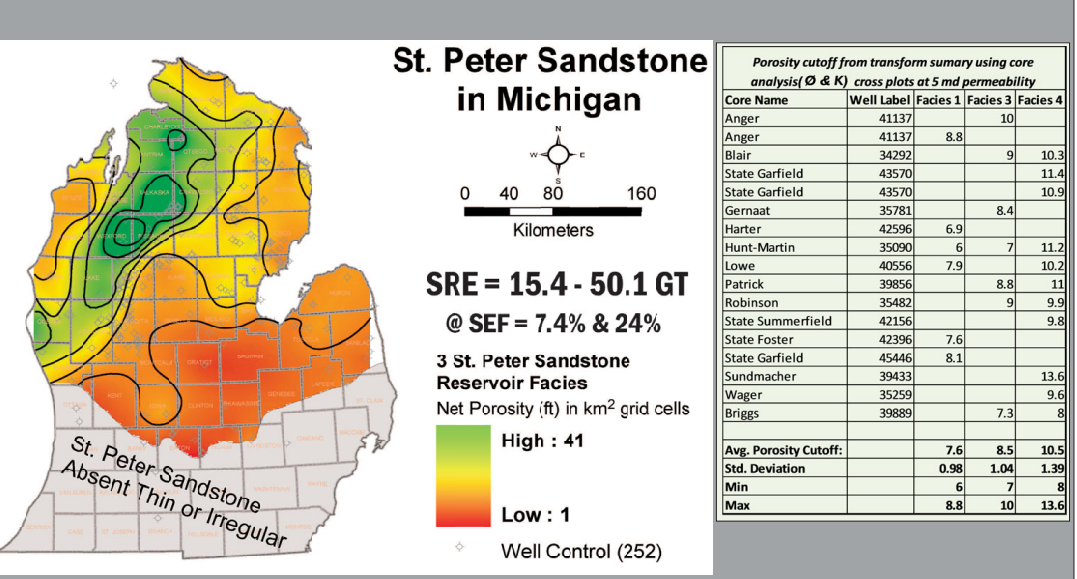 St. Peter Sandstone
in Michigan
N
W E
S
0 40 80 160
Kilometers
SRE = 15.4 - 50.1 GT
@ SEF = 7.4% & 24%
3 St. Peter Sandstone
Reservoir Facies
Net Porosity (ft) in km2 grid cells
High : 41
Low : 1
Well Control (252)
St. Peter Sandstone
Absent Thin or Irregular
Porosity cutoff from transform sumary using core
analysis( Ø & K) cross plots at 5 md permeability
Core Name Well Label Facies 1 Facies 3 Facies 4
Anger 41137 10
Anger 41137 8.8
Blair 34292 9 10.3
State Garfield 43570 11.4
State Garfield 43570 10.9
Gernaat 35781 8.4
Harter 42596 6.9
Hunt-Martin 35090 6 7 11.2
Lowe 40556 7.9 10.2
Patrick 39856 8.8 11
Robinson 35482 9 9.9
State Summerfield 42156 9.8
State Foster 42396 7.6
State Garfield 45446 8.1
Sundmacher 39433 13.6
Wager 35259 9.6
Briggs 39889 7.3 8
Avg. Porosity Cutoff: 7.6 8.5 10.5
Std. Deviation 0.98 1.04 1.39
Min 6 7 8
Max 8.8 10 13.6